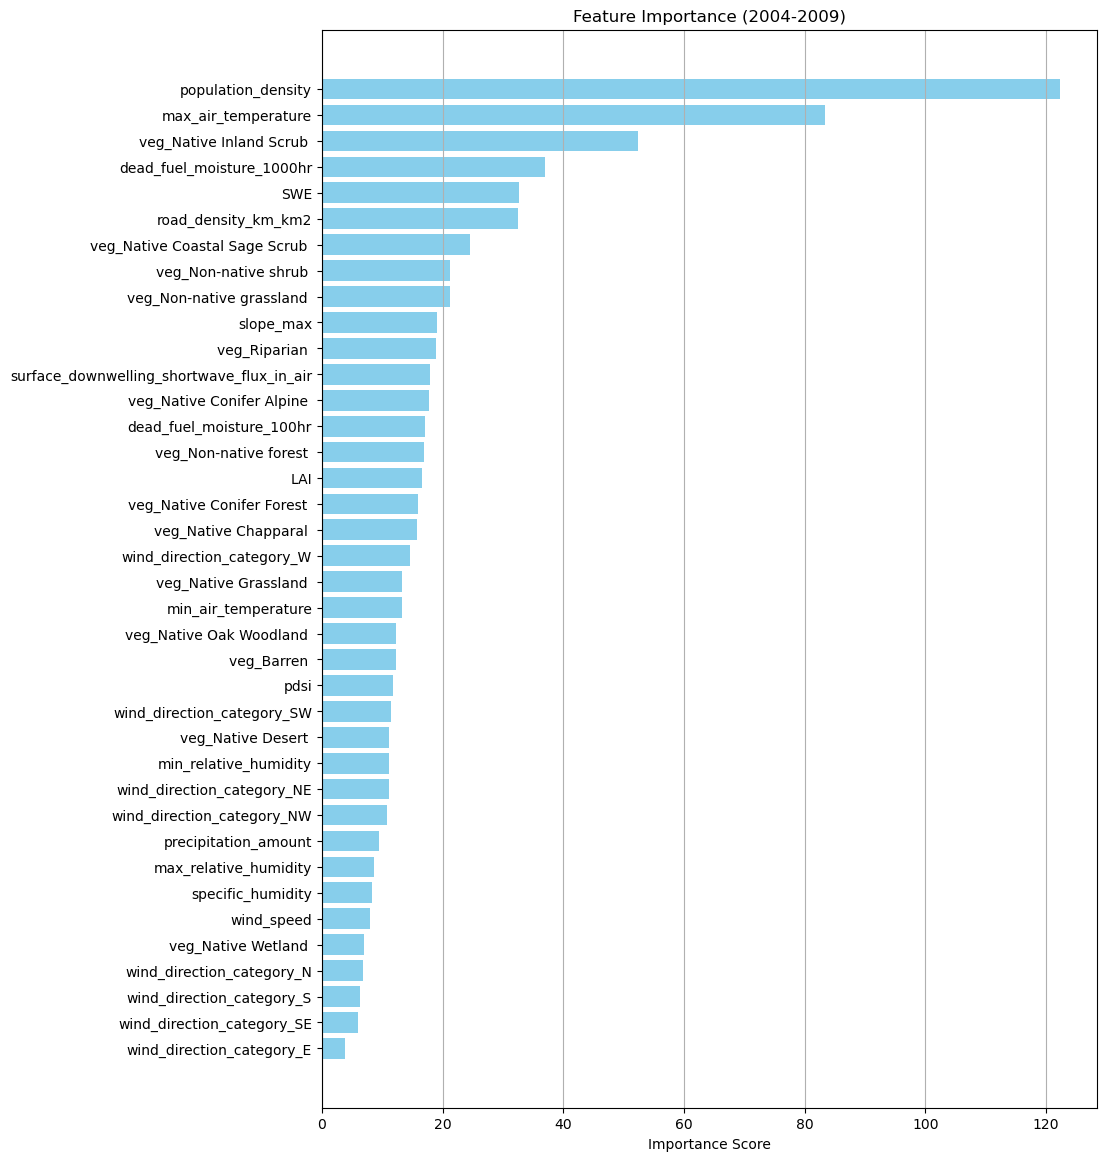 Feature Importance (2004-2009)
population_density
max_air_temperature
veg_Native Inland Scrub
dead_fuel_moisture_1000hr
SWE
road_density_km_km2
veg_Native Coastal Sage Scrub
veg_Non-native shrub
veg_Non-native grassland
slope_max
veg_Riparian
surface_downwelling_shortwave_flux_in_air
veg_Native Conifer Alpine
dead_fuel_moisture_100hr
veg_Non-native forest
LAI
veg_Native Conifer Forest
veg_Native Chapparal
wind_direction_category_W
veg_Native Grassland
min_air_temperature
veg_Native Oak Woodland
veg_Barren
pdsi
wind_direction_category_SW
veg_Native Desert
min_relative_humidity
wind_direction_category_NE
wind_direction_category_NW
precipitation_amount
max_relative_humidity
specific_humidity
wind_speed
veg_Native Wetland
wind_direction_category_N
wind_direction_category_S
wind_direction_category_SE
wind_direction_category_E
0 20 40 60 80 100 120
Importance Score